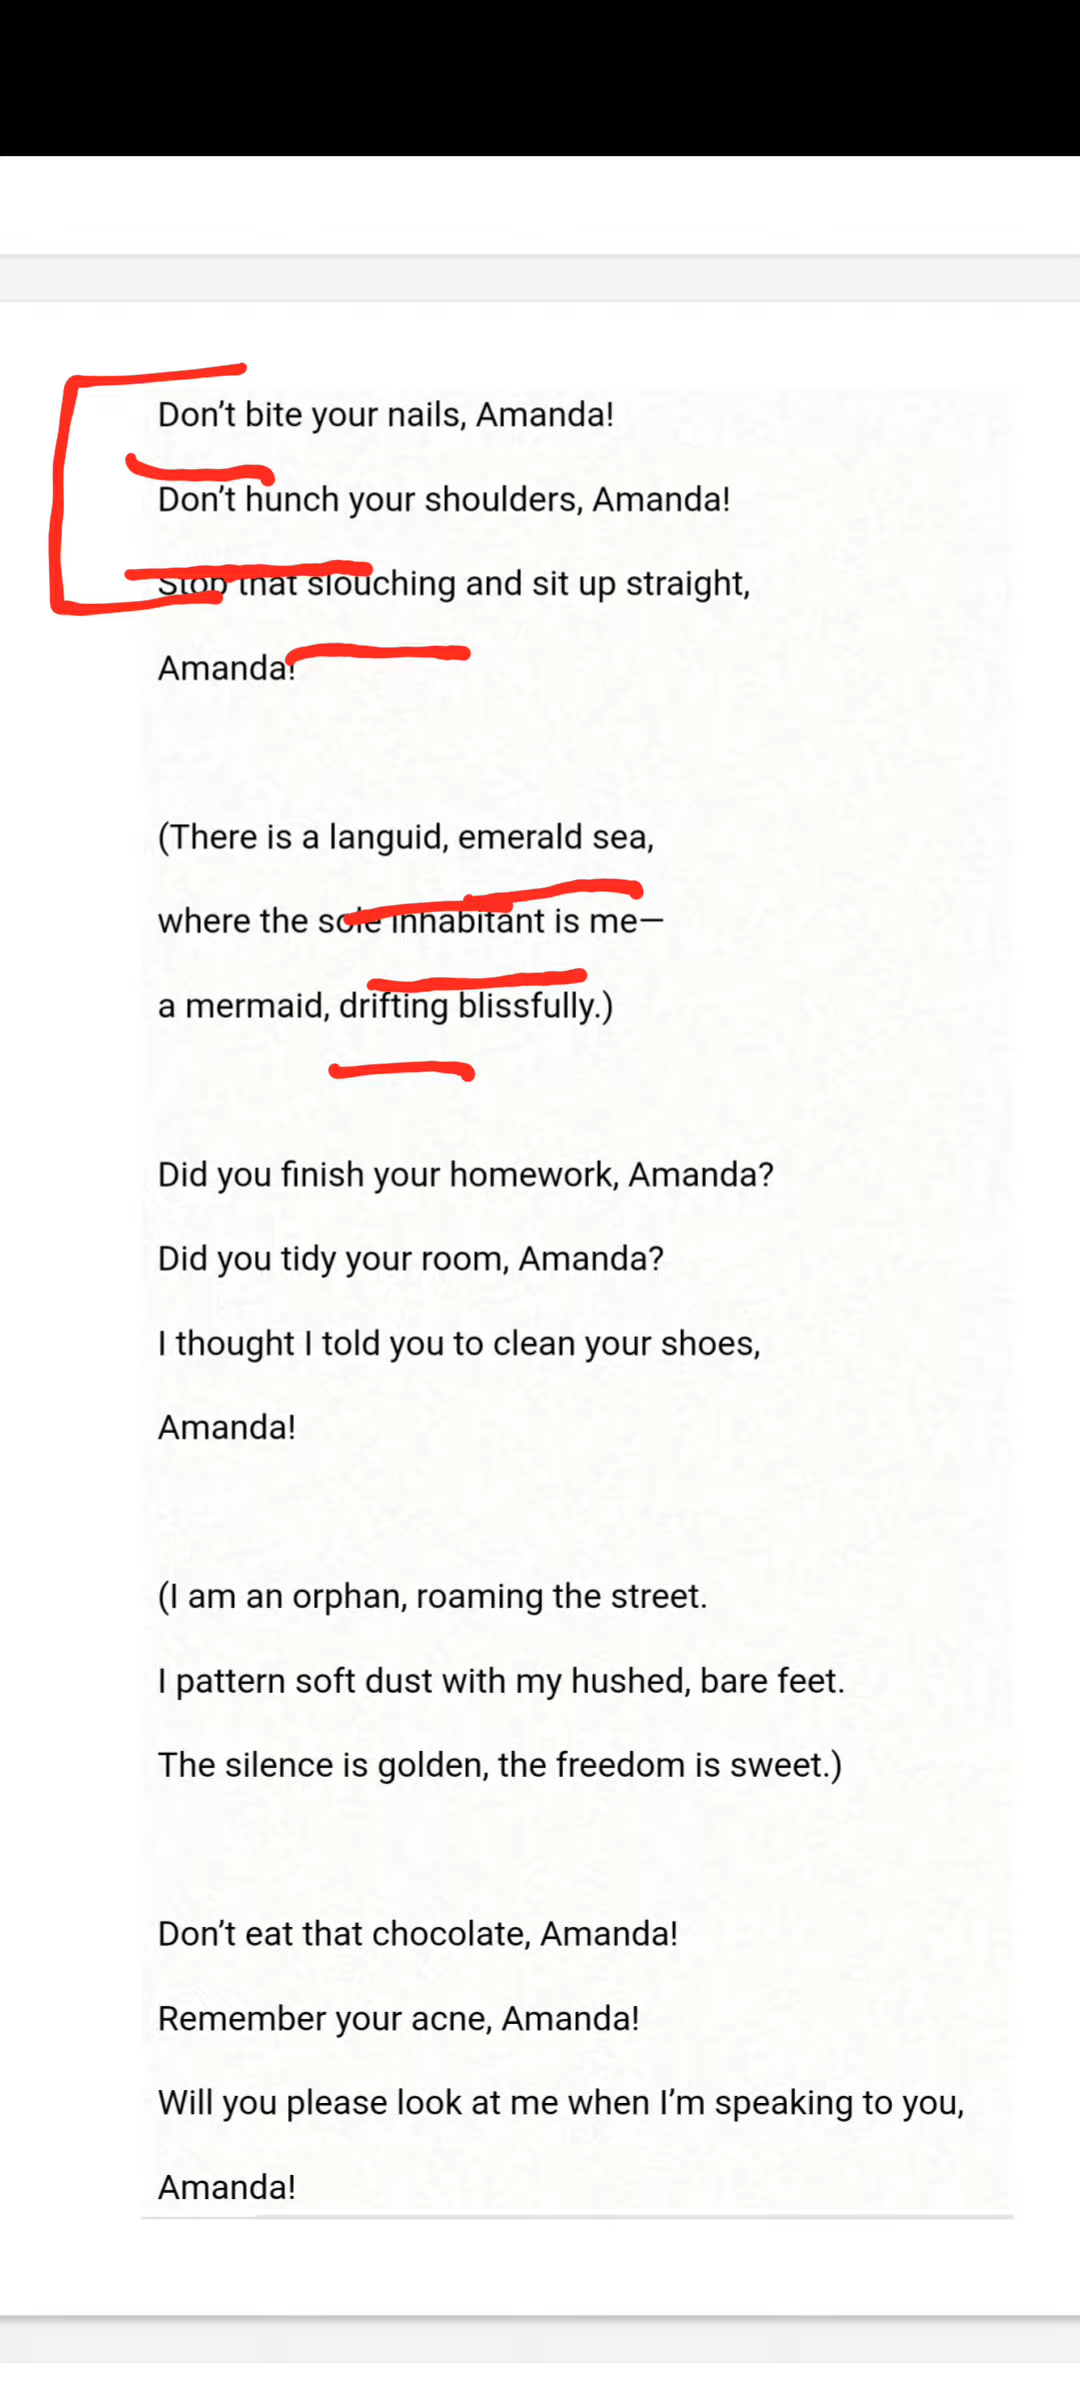 Don’t bite your nails, Amanda!
Don’t hunch your shoulders, Amanda!
Stop that slouching and sit up straight,
Amanda!
(There is a languid, emerald sea,
where the sole inhabitant is me—
a mermaid, drifting blissfully.)
Did you finish your homework, Amanda?
Did you tidy your room, Amanda?
I thought I told you to clean your shoes,
Amanda!
(I am an orphan, roaming the street.
I pattern soft dust with my hushed, bare feet.
The silence is golden, the freedom is sweet.)
Don’t eat that chocolate, Amanda!
Remember your acne, Amanda!
Will you please look at me when I’m speaking to you,
Amanda!